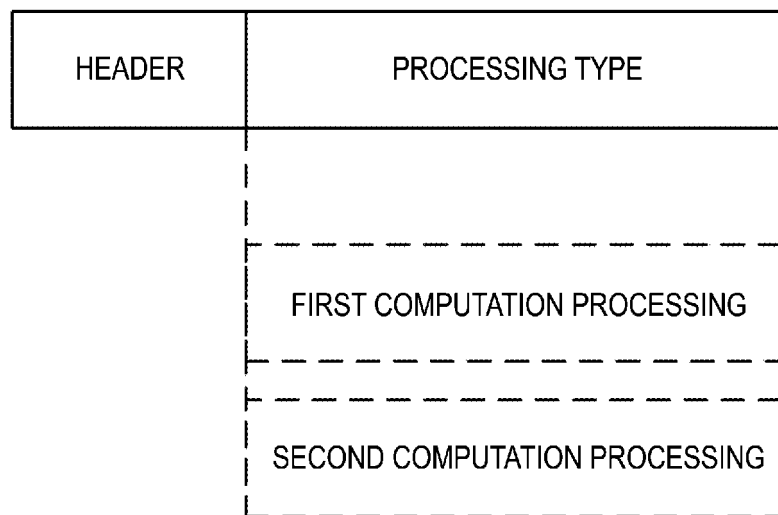 HEADER
PROCESSING TYPE
FIRST COMPUTATION PROCESSING
SECOND COMPUTATION PROCESSING